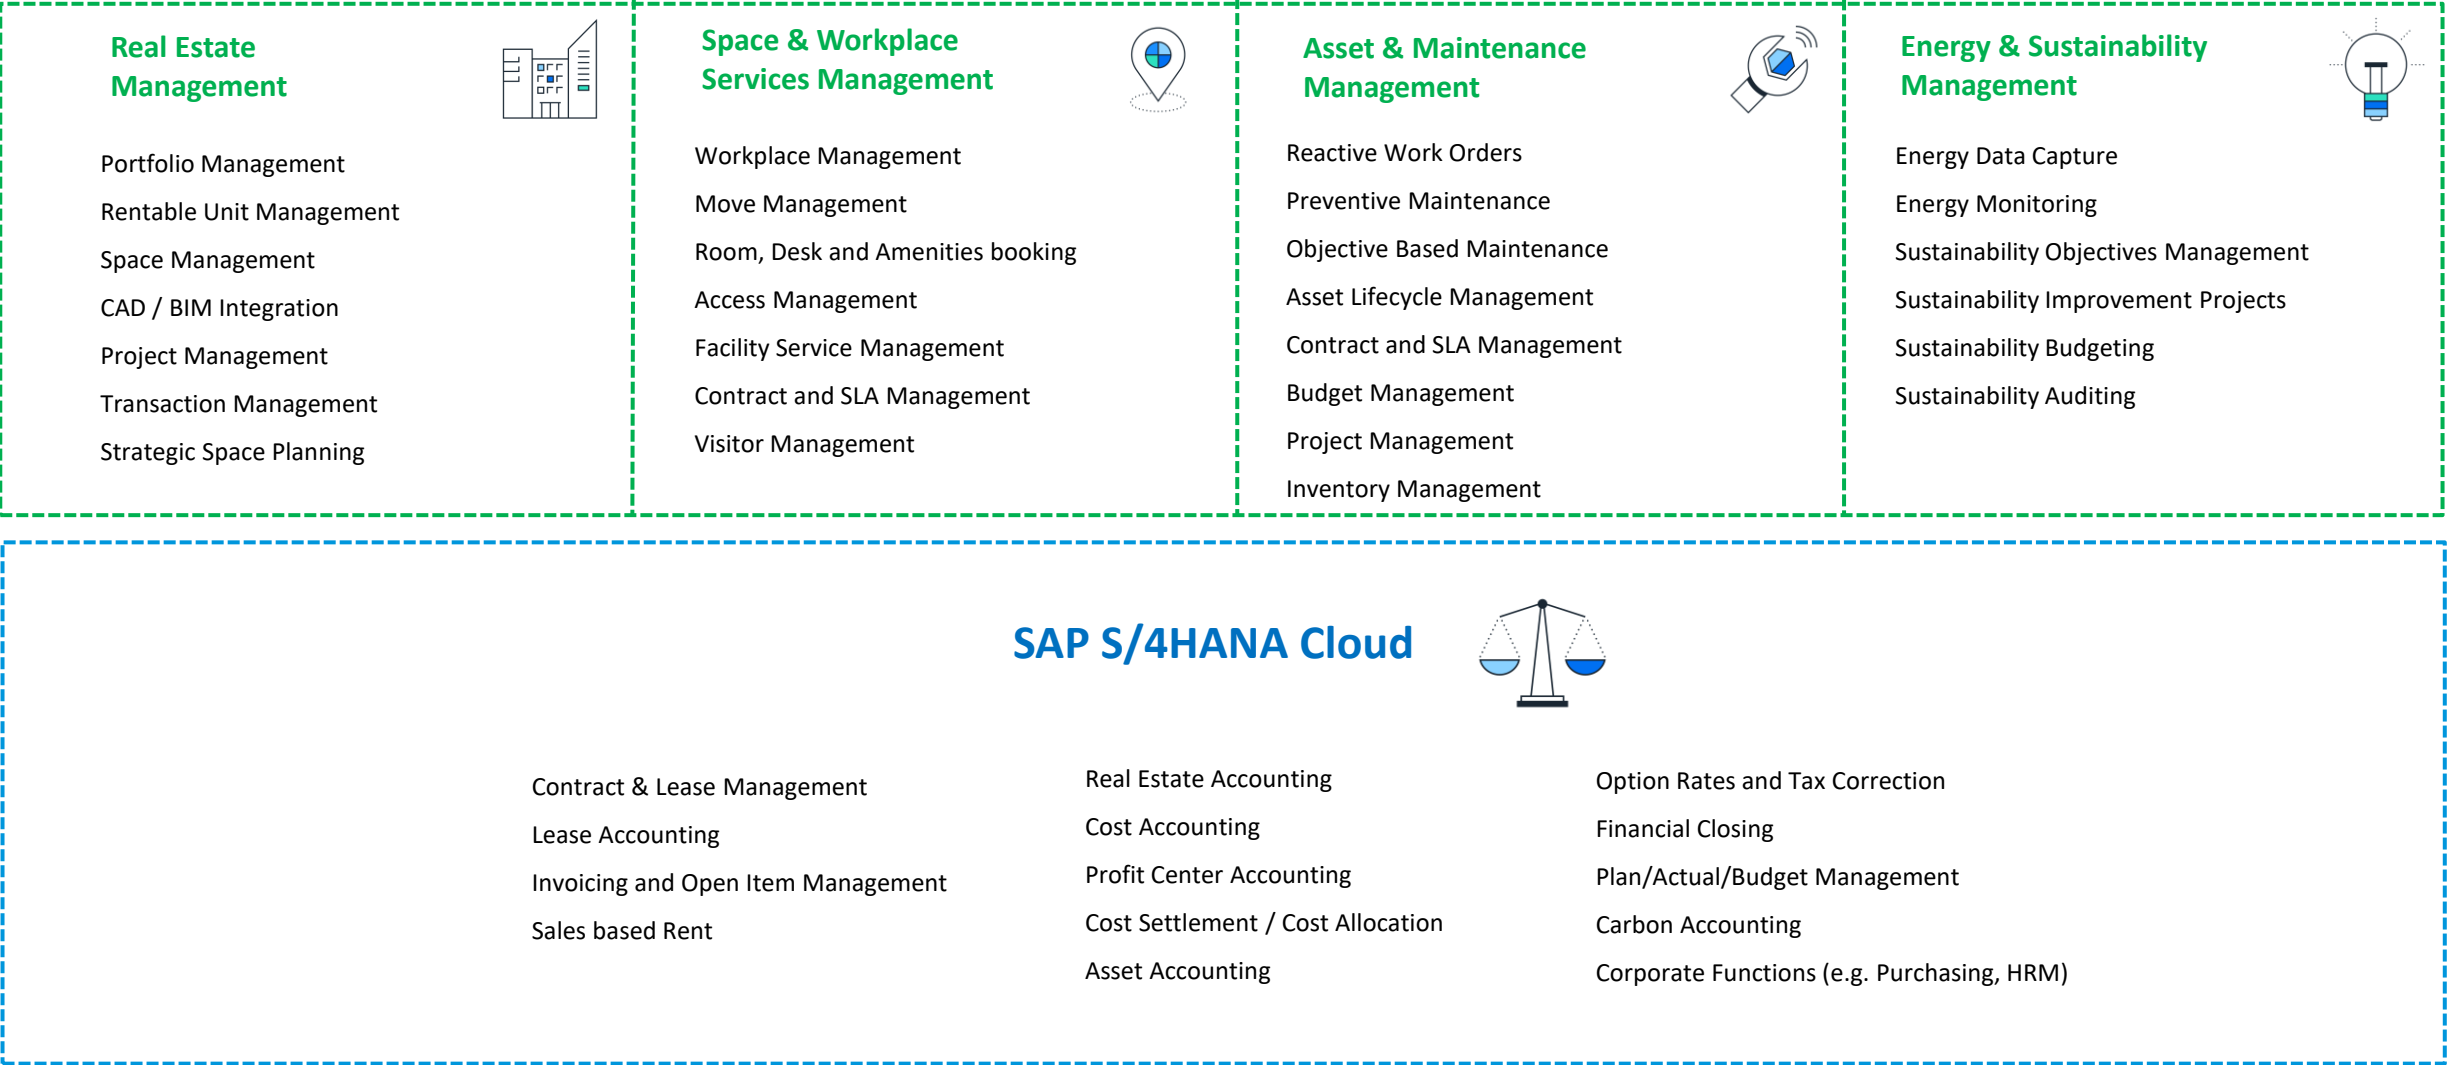 Real Estate
Management
Portfolio Management
Rentable Unit Management
Space Management
CAD / BIM Integration
Project Management
Transaction Management
Strategic Space Planning
Space & Workplace
Services Management
Workplace Management
Move Management
Room, Desk and Amenities booking
Access Management
Facility Service Management
Contract and SLA Management
Visitor Management
Asset & Maintenance
Management
Reactive Work Orders
Preventive Maintenance
Objective Based Maintenance
Asset Lifecycle Management
Contract and SLA Management
Budget Management
Project Management
Inventory Management
Energy & Sustainability
Management
Energy Data Capture
Energy Monitoring
Sustainability Objectives Management
Sustainability Improvement Projects
Sustainability Budgeting
Sustainability Auditing
SAP S/4HANA Cloud
Contract & Lease Management
Lease Accounting
Invoicing and Open Item Management
Sales based Rent
Real Estate Accounting
Cost Accounting
Profit Center Accounting
Cost Settlement / Cost Allocation
Asset Accounting
Option Rates and Tax Correction
Financial Closing
Plan/Actual/Budget Management
Carbon Accounting
Corporate Functions (e.g. Purchasing, HRM)